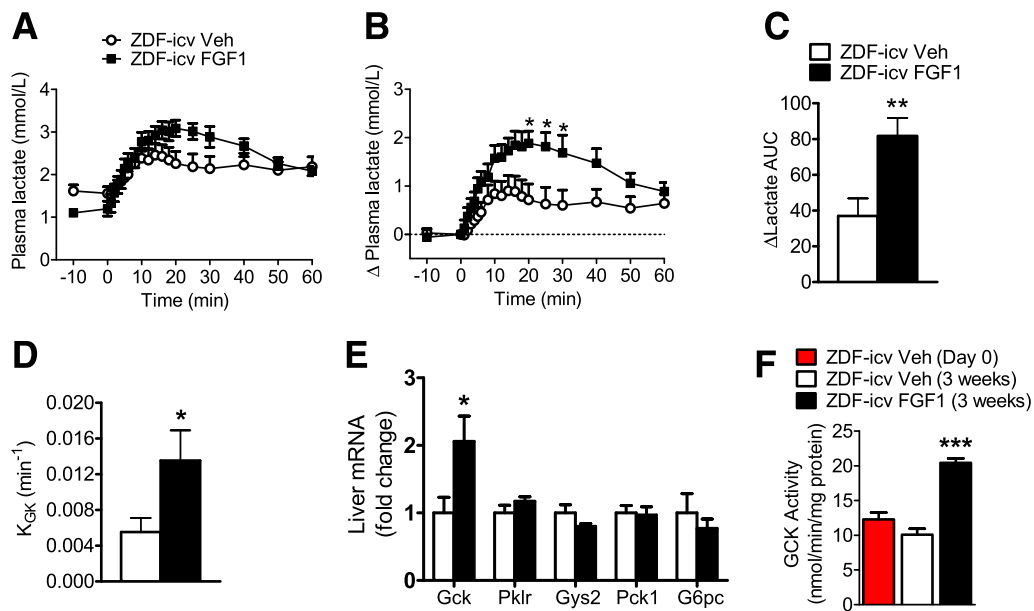 A
ZDF-icv Veh
ZDF-icv FGF1
Plasma lactate (mmol/L)
4
3
2
1
0
-10 0 10 20 30 40 50 60
Time (min)
B
Δ Plasma lactate (mmol/L)
3
2
1
0
* * *
-10 0 10 20 30 40 50 60
Time (min)
C
ZDF-icv Veh
ZDF-icv FGF1
ΔLactate AUC
100
80
60
40
20
0
**
D
K_GK (min⁻¹)
0.020
0.016
0.012
0.008
0.004
0.000
*
E
Liver mRNA
(fold change)
3
2
1
0
*
Gck Pklr Gys2 Pck1 G6pc
F
ZDF-icv Veh (Day 0)
ZDF-icv Veh (3 weeks)
ZDF-icv FGF1 (3 weeks)
GCK Activity
(nmol/min/mg protein)
25
20
15
10
5
0
***